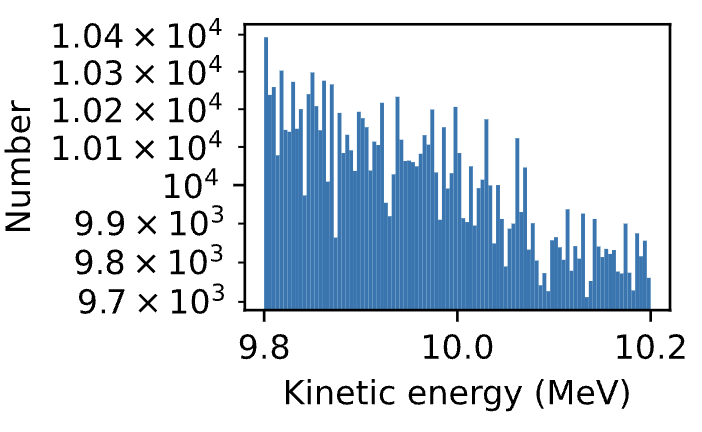 Number
1.04 × 10⁴
1.03 × 10⁴
1.02 × 10⁴
1.01 × 10⁴
10⁴
9.9 × 10³
9.8 × 10³
9.7 × 10³
9.8 10.0 10.2
Kinetic energy (MeV)